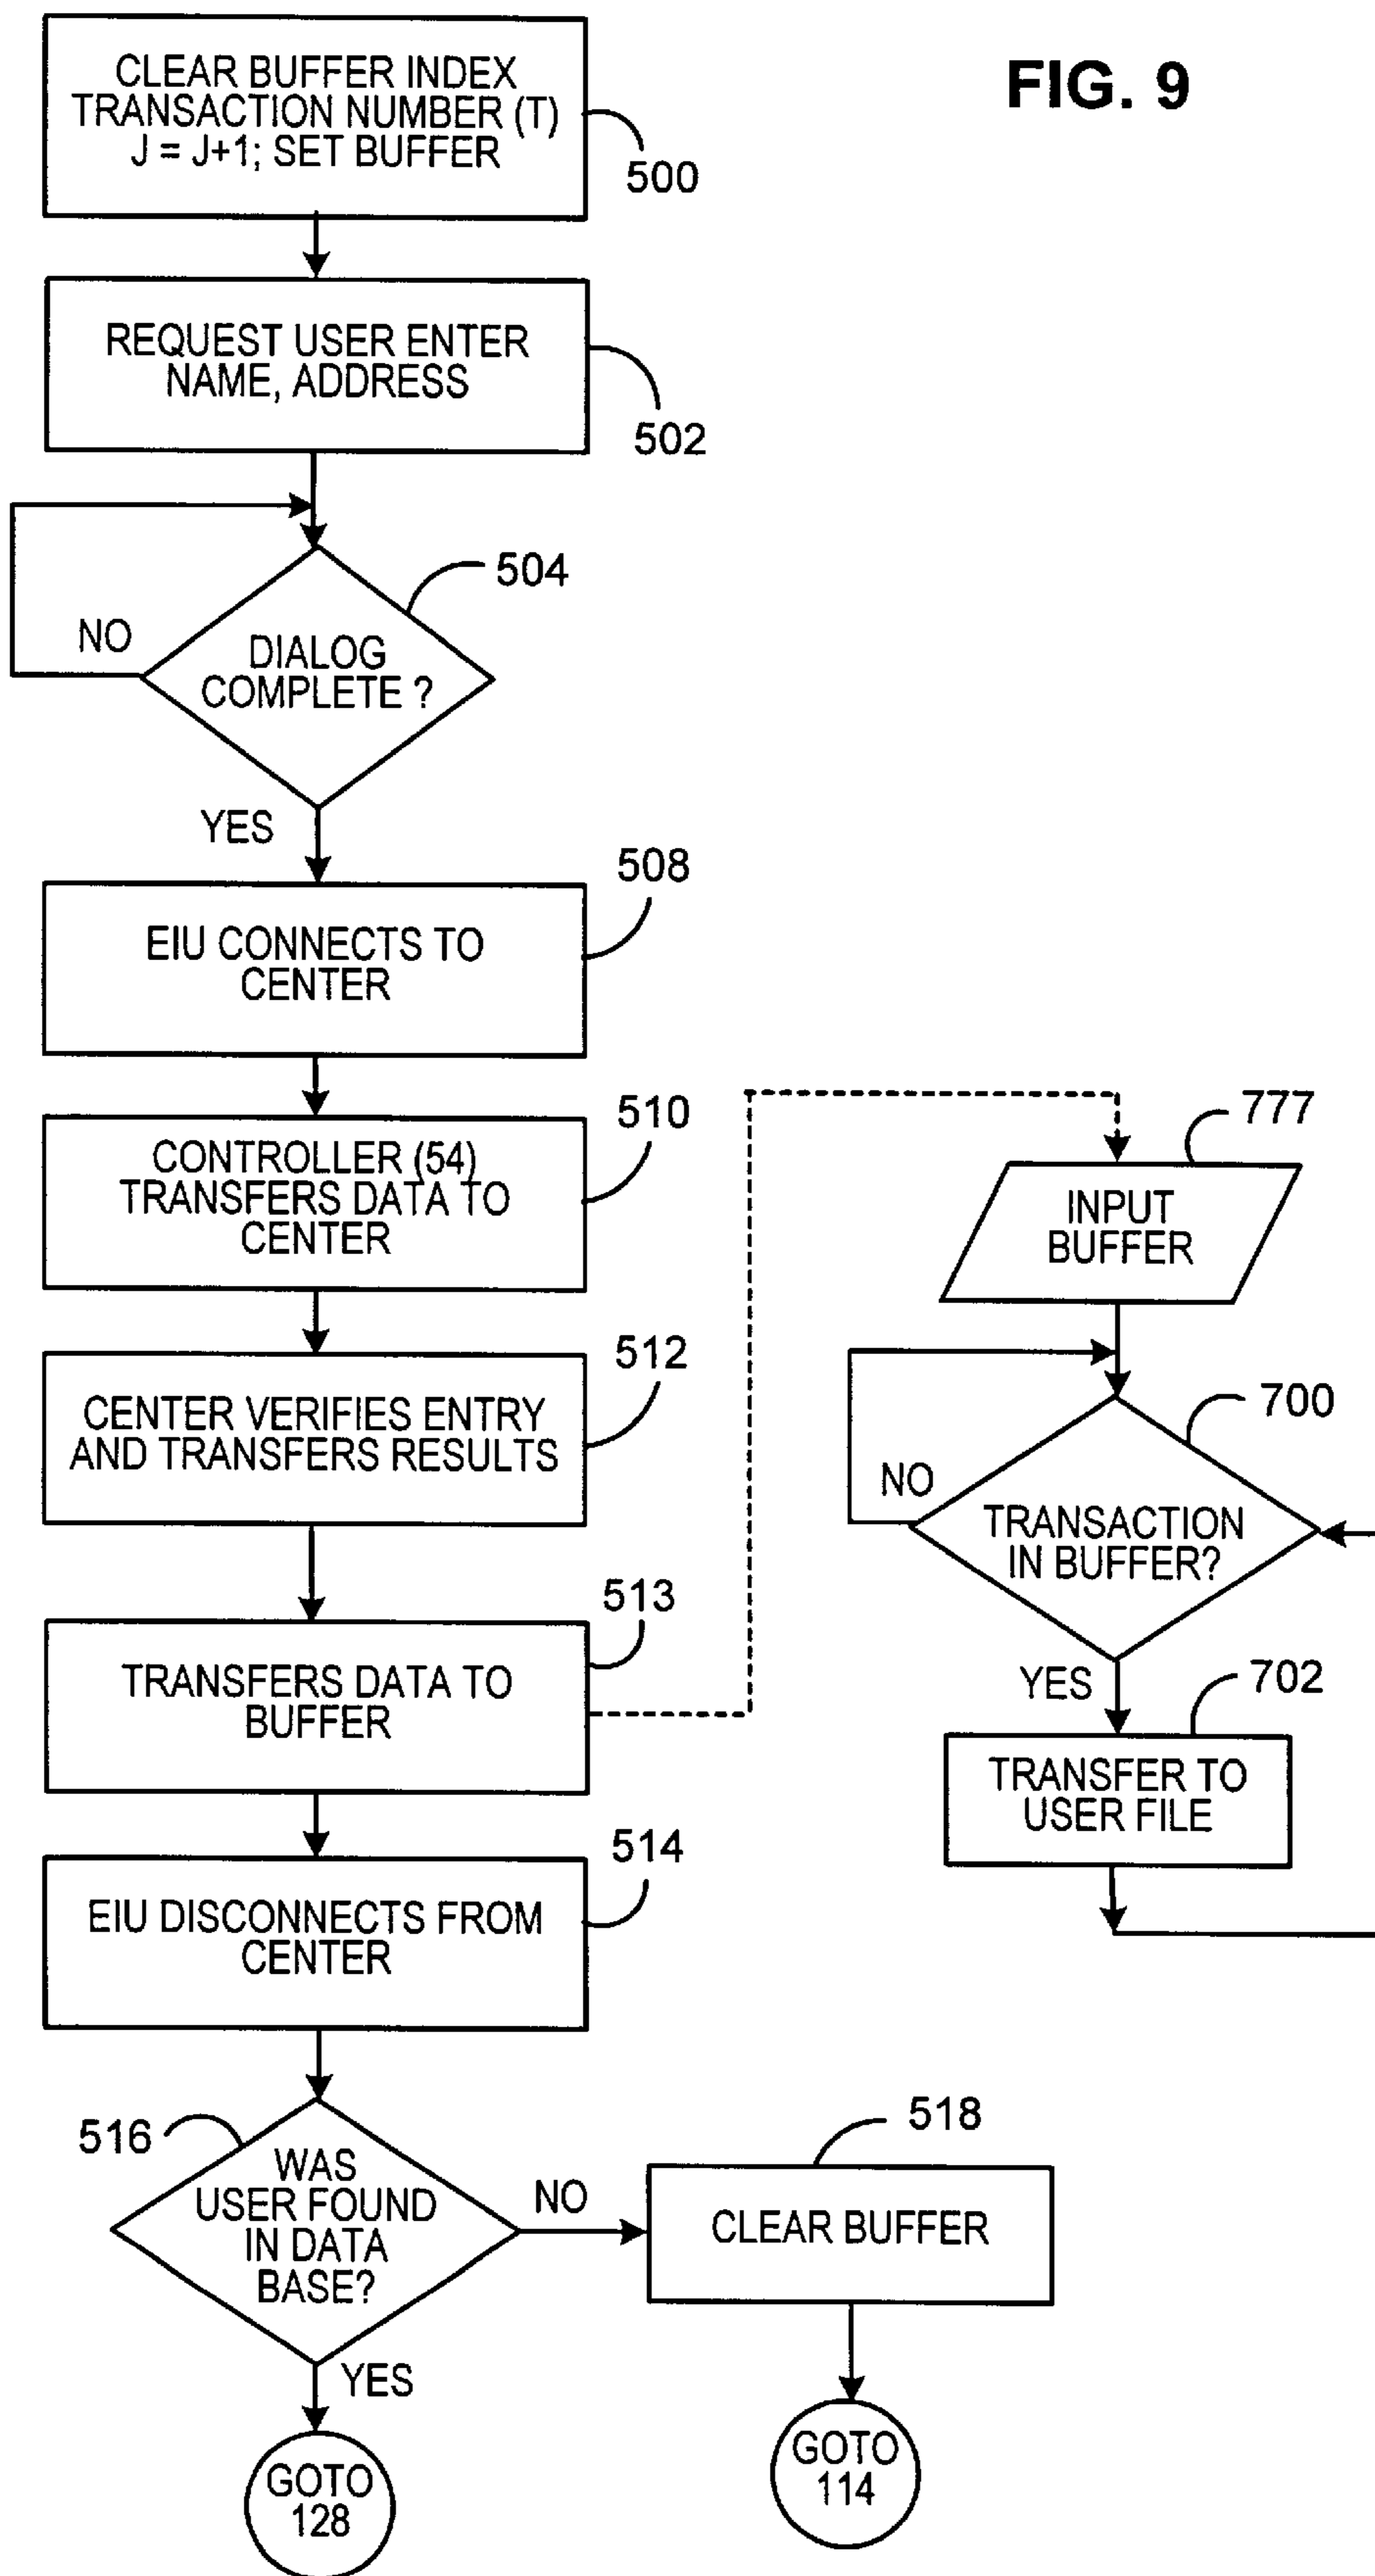 FIG. 9
CLEAR BUFFER INDEX
TRANSACTION NUMBER (T)
J = J+1; SET BUFFER
500
REQUEST USER ENTER
NAME, ADDRESS
502
504
NO
DIALOG
COMPLETE ?
YES
508
EIU CONNECTS TO
CENTER
510
CONTROLLER (54)
TRANSFERS DATA TO
CENTER
512
CENTER VERIFIES ENTRY
AND TRANSFERS RESULTS
513
TRANSFERS DATA TO
BUFFER
514
EIU DISCONNECTS FROM
CENTER
516
WAS
USER FOUND
IN DATA
BASE?
NO
YES
GOTO
128
518
CLEAR BUFFER
GOTO
114
777
INPUT
BUFFER
700
NO
TRANSACTION
IN BUFFER?
YES
702
TRANSFER TO
USER FILE